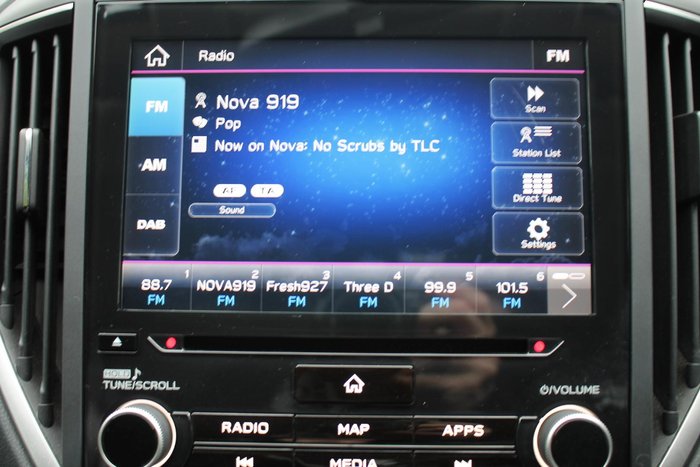 Radio FM
FM
Nova 919
Pop
Now on Nova: No Scrubs by TLC
AM
DAB
AF TA
Sound
Scan
Station List
Direct Tune
Settings
1 2 3 4 5 6
88.7 NOVA919 Fresh927 Three D 99.9 101.5
FM FM FM FM FM FM
HOLD
TUNE/SCROLL
/VOLUME
RADIO MAP APPS
MEDIA